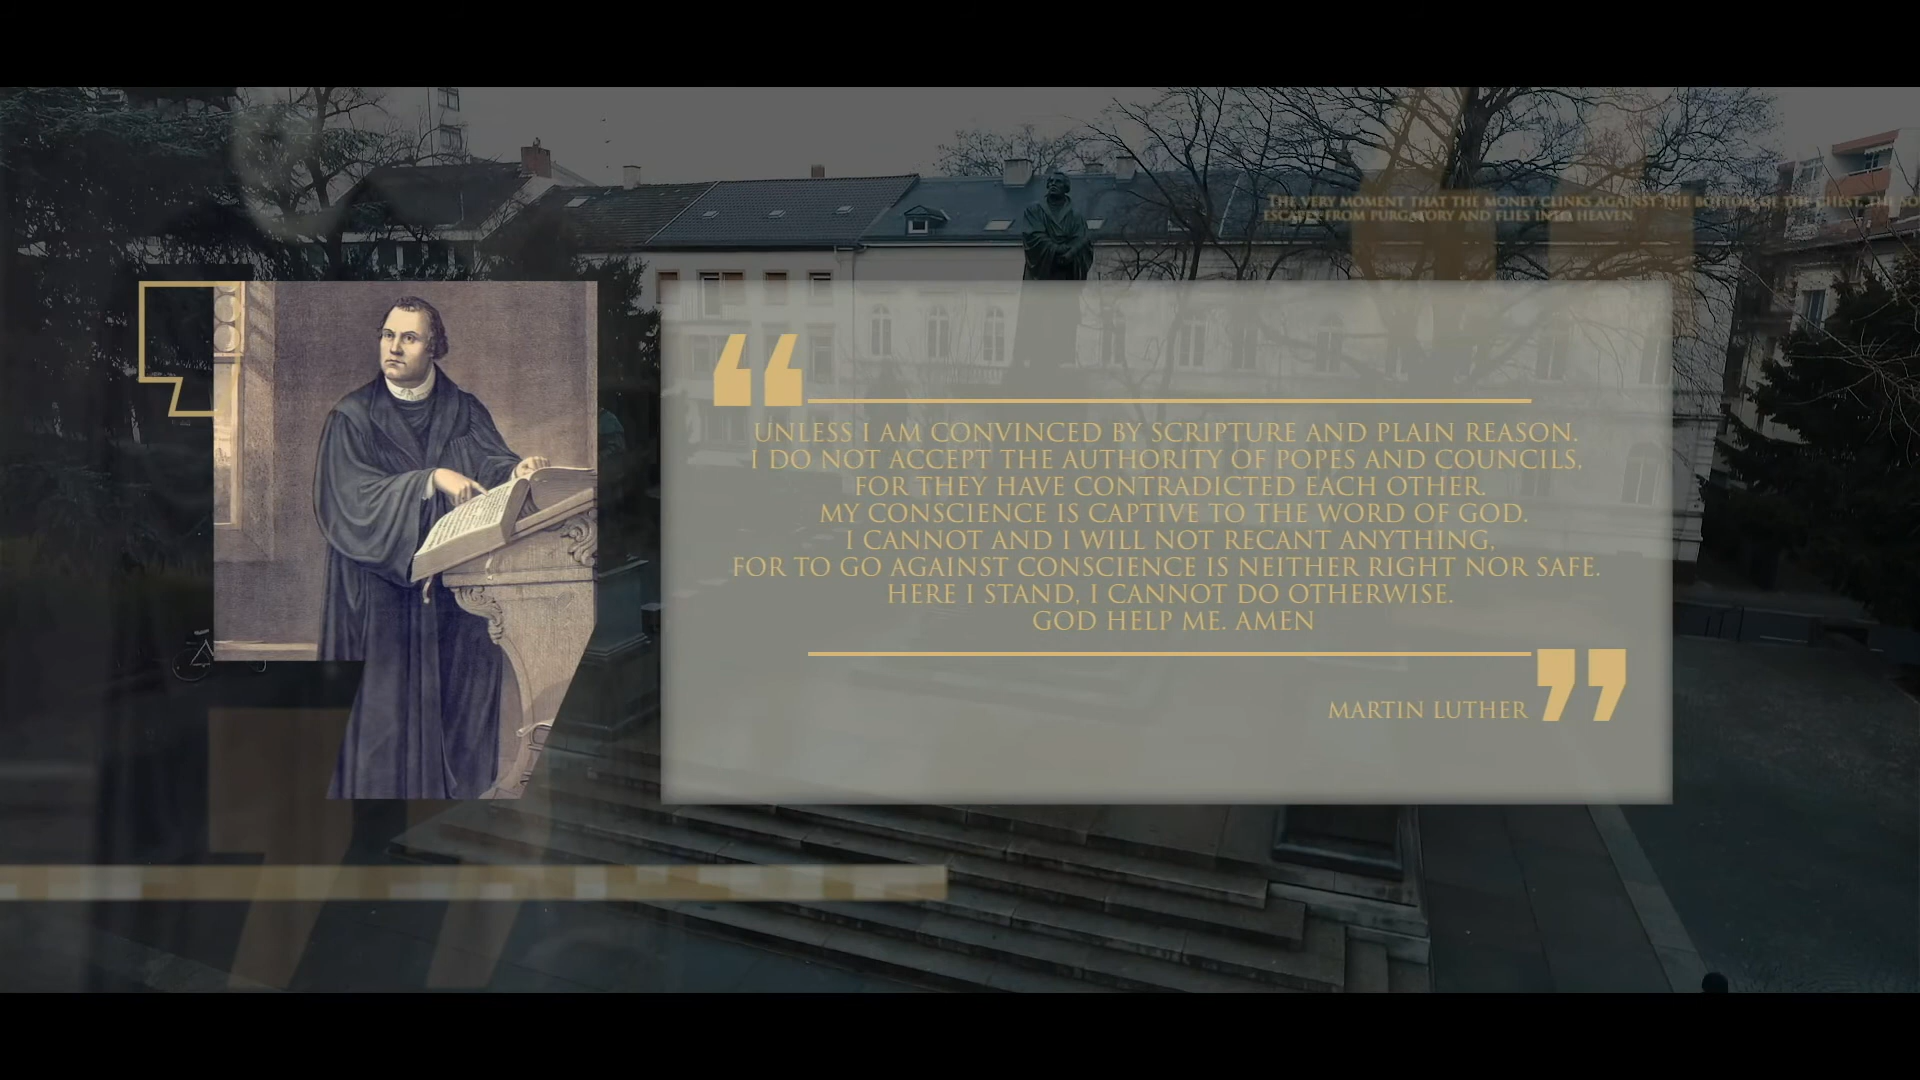 THE VERY MOMENT THAT THE MONEY CLINKS AGAINST THE BOTTOM OF THE CHEST, THE SO
ESCAPES FROM PURGATORY AND FLIES INTO HEAVEN
“
UNLESS I AM CONVINCED BY SCRIPTURE AND PLAIN REASON.
I DO NOT ACCEPT THE AUTHORITY OF POPES AND COUNCILS,
FOR THEY HAVE CONTRADICTED EACH OTHER.
MY CONSCIENCE IS CAPTIVE TO THE WORD OF GOD.
I CANNOT AND I WILL NOT RECANT ANYTHING,
FOR TO GO AGAINST CONSCIENCE IS NEITHER RIGHT NOR SAFE.
HERE I STAND, I CANNOT DO OTHERWISE.
GOD HELP ME. AMEN
MARTIN LUTHER ”